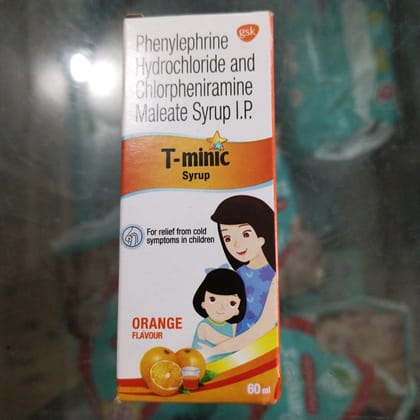 Phenylephrine
gsk
Hydrochloride and
Chlorpheniramine
Maleate Syrup I.P.
T-minic
Syrup
For relief from cold
symptoms in children
ORANGE
FLAVOUR
60 ml